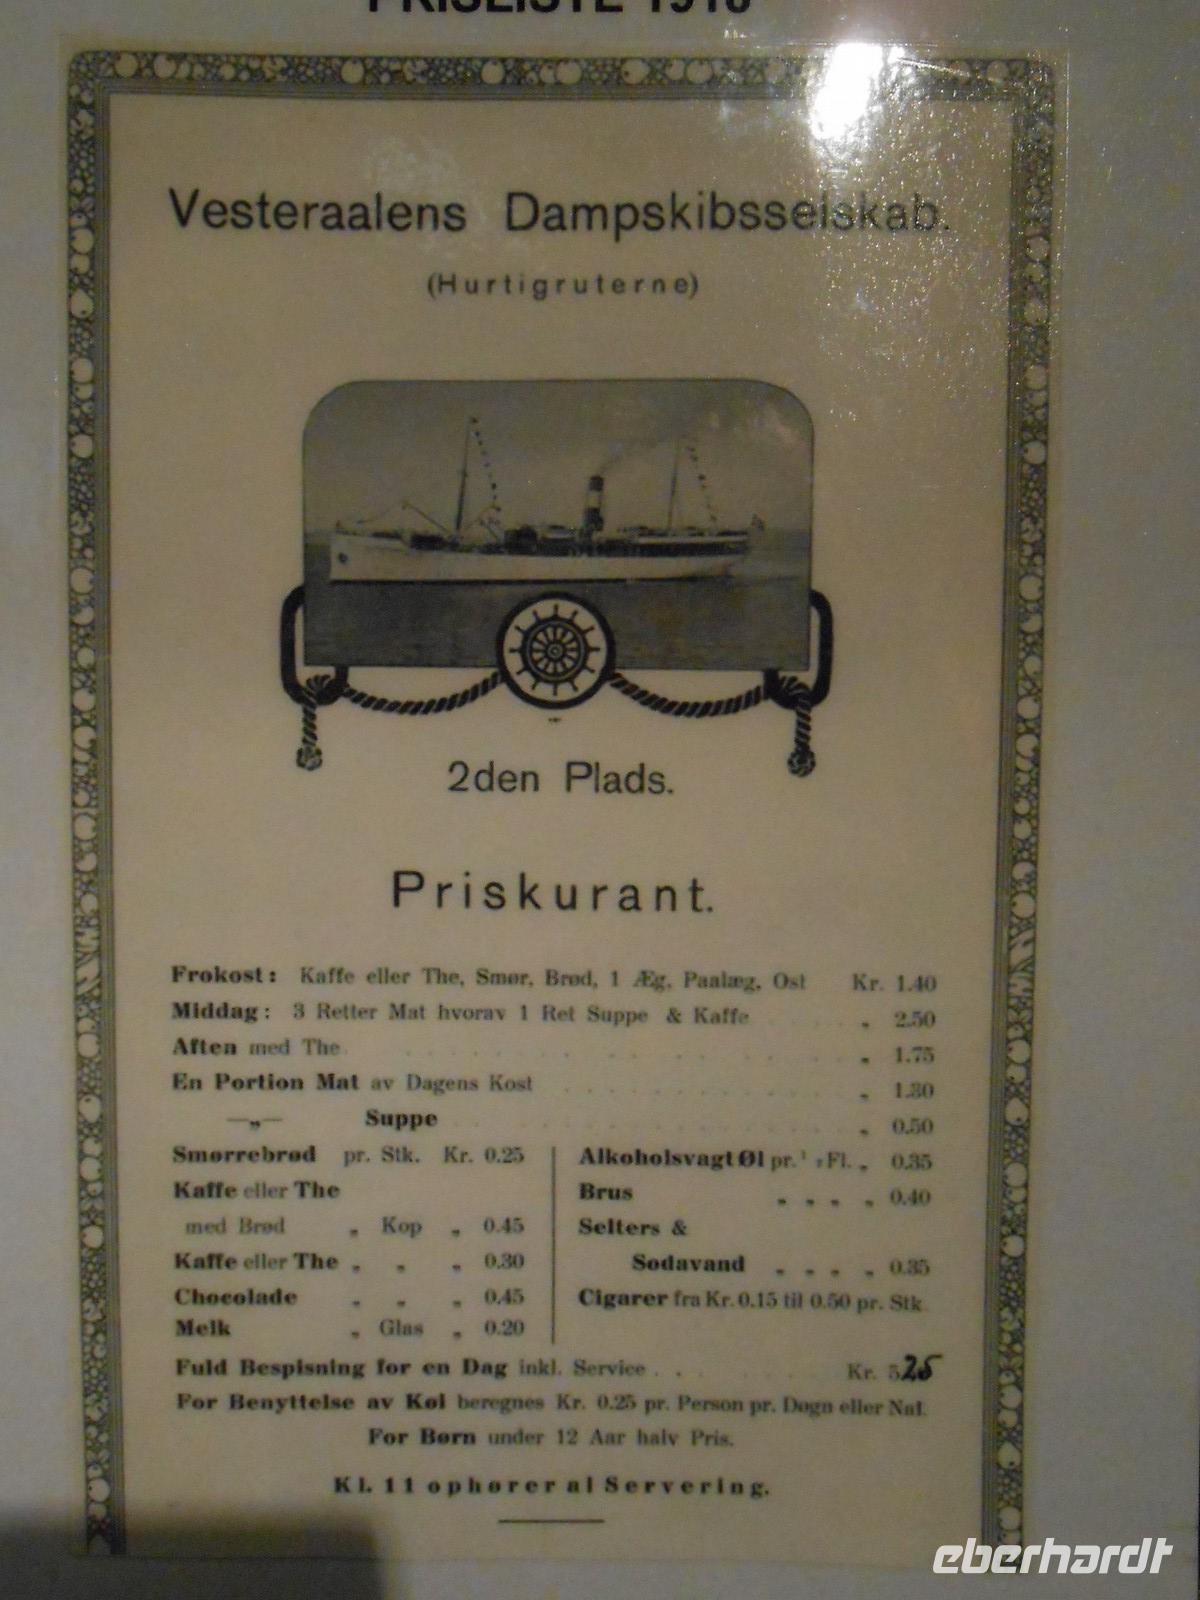 PRISLISTE 1918
Vesteraalens Dampskibsselskab.
(Hurtigruterne)
2den Plads.
Priskurant.
Frokost: Kaffe eller The, Smør, Brød, 1 Æg, Paalæg, Ost Kr. 1.40
Middag: 3 Retter Mat hvorav 1 Ret Suppe & Kaffe „ 2.50
Aften med The „ 1.75
En Portion Mat av Dagens Kost „ 1.30
—„— Suppe „ 0.50
Smørrebrød pr. Stk. Kr. 0.25
Kaffe eller The
med Brød „ Kop „ 0.45
Kaffe eller The „ „ „ 0.30
Chocolade „ „ „ 0.45
Melk „ Glas „ 0.20
Alkoholsvagt Øl pr. Fl. „ 0.35
Brus „ „ „ „ 0.40
Selters &
Sodavand „ „ „ „ 0.35
Cigarer fra Kr. 0.15 til 0.50 pr. Stk.
Fuld Bespisning for en Dag inkl. Service Kr. 5.25
For Benyttelse av Køl beregnes Kr. 0.25 pr. Person pr. Døgn eller Nat.
For Børn under 12 Aar halv Pris.
Kl. 11 ophører al Servering.
eberhardt